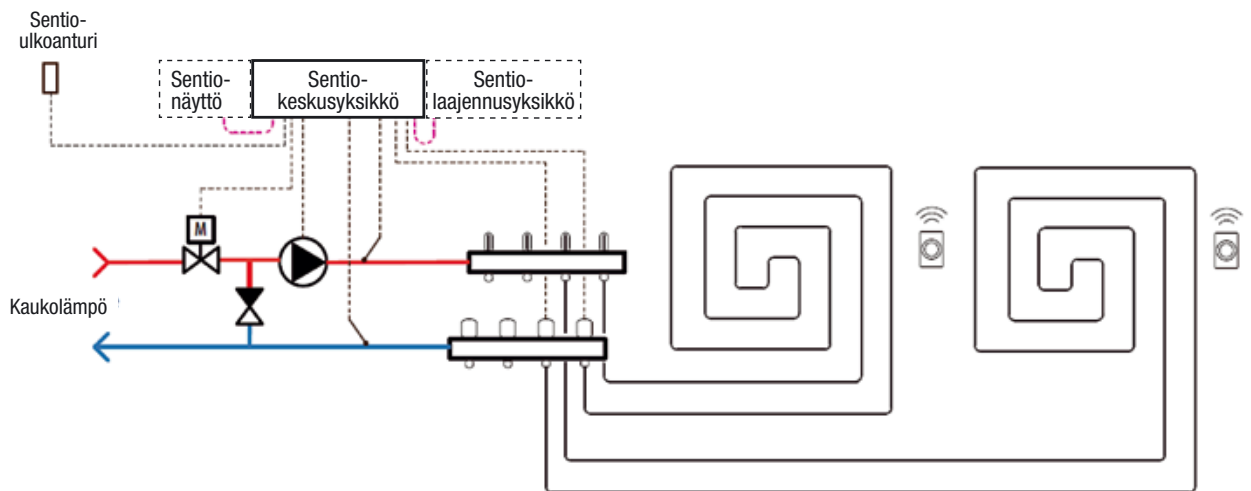 Sentio-
ulkoanturi
Sentio-
näyttö
Sentio-
keskusyksikkö
Sentio-
laajennusyksikkö
M
Kaukolämpö